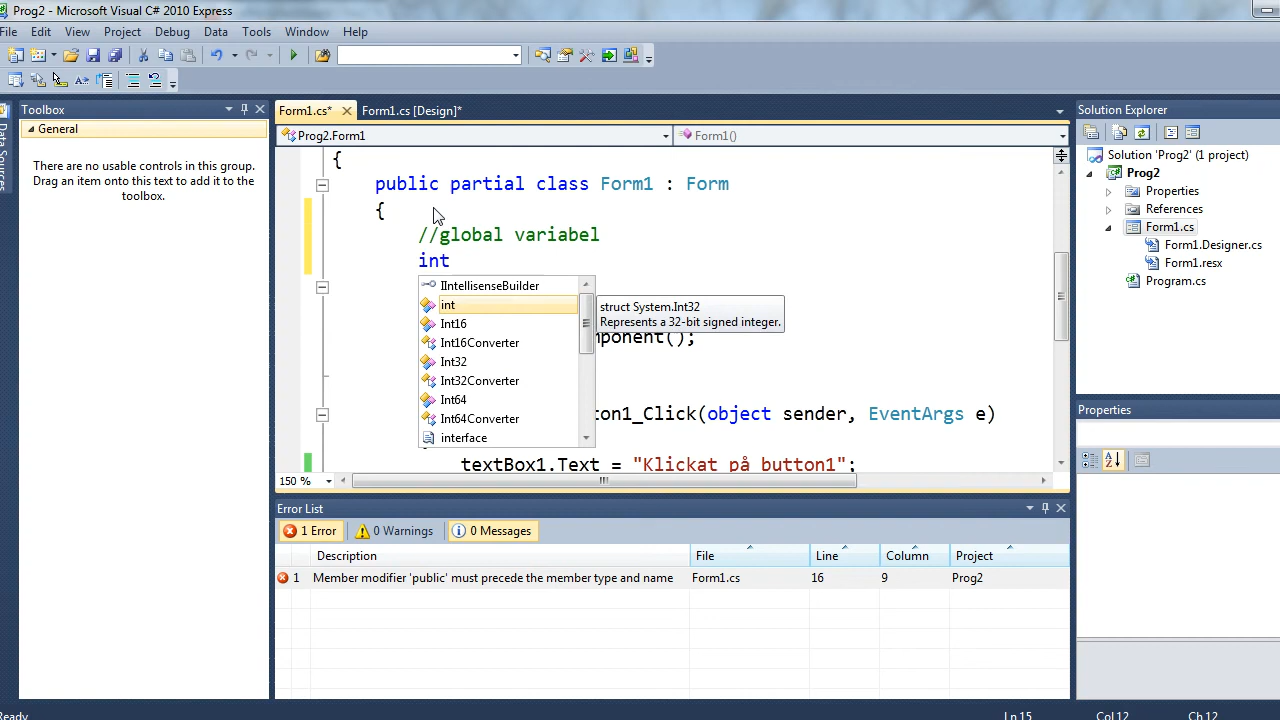 Prog2 - Microsoft Visual C# 2010 Express
File Edit View Project Debug Data Tools Window Help
Toolbox
General
There are no usable controls in this group.
Drag an item onto this text to add it to the
toolbox.
Data Sources
Form1.cs*
Form1.cs [Design]*
Prog2.Form1
Form1()
{
public partial class Form1 : Form
{
//global variabel
int
IIntellisenseBuilder
int
Int16
Int16Converter
Int32
Int32Converter
Int64
Int64Converter
interface
struct System.Int32
Represents a 32-bit signed integer.
mponent();
ton1_Click(object sender, EventArgs e)
textBox1.Text = "Klickat på button1";
150 %
Error List
1 Error
0 Warnings
0 Messages
Description File Line Column Project
1 Member modifier 'public' must precede the member type and name Form1.cs 16 9 Prog2
Solution Explorer
Solution 'Prog2' (1 project)
Prog2
Properties
References
Form1.cs
Form1.Designer.cs
Form1.resx
Program.cs
Properties
Ready
Ln 15 Col 12 Ch 12